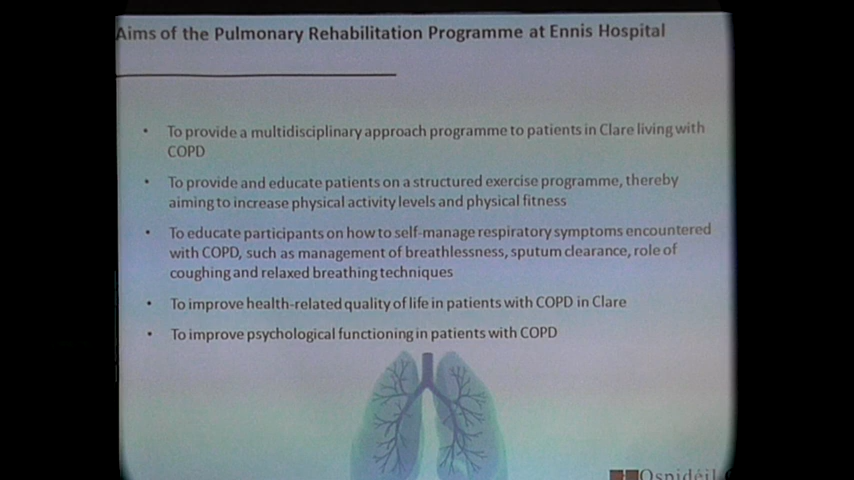 Aims of the Pulmonary Rehabilitation Programme at Ennis Hospital
• To provide a multidisciplinary approach programme to patients in Clare living with
COPD
• To provide and educate patients on a structured exercise programme, thereby
aiming to increase physical activity levels and physical fitness
• To educate participants on how to self-manage respiratory symptoms encountered
with COPD, such as management of breathlessness, sputum clearance, role of
coughing and relaxed breathing techniques
• To improve health-related quality of life in patients with COPD in Clare
• To improve psychological functioning in patients with COPD
Ospidéil